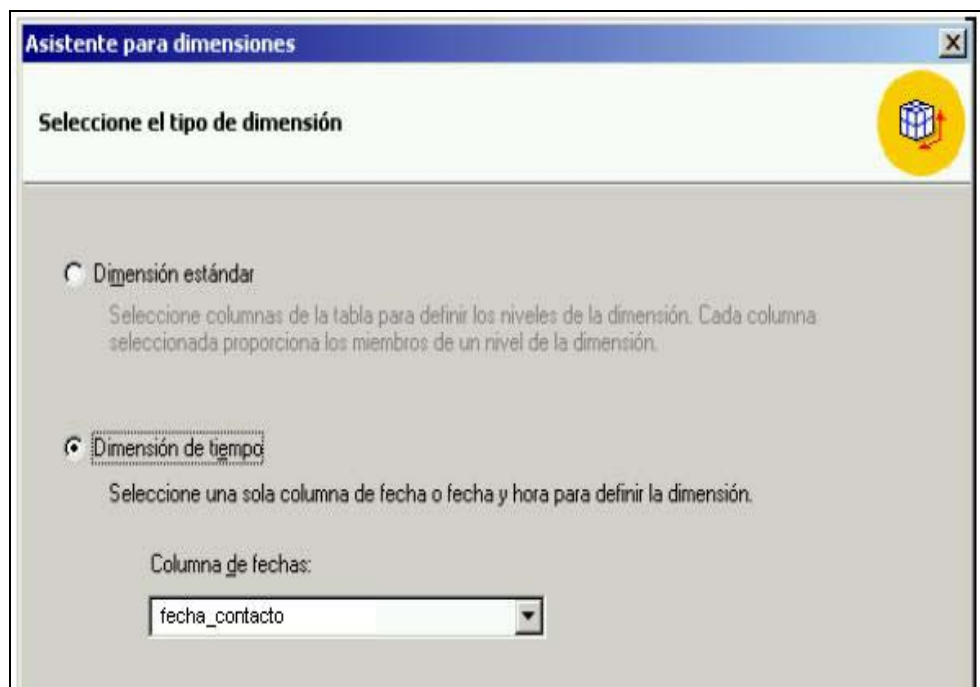 Asistente para dimensiones
Seleccione el tipo de dimensión
Dimensión estándar
Seleccione columnas de la tabla para definir los niveles de la dimensión. Cada columna
seleccionada proporciona los miembros de un nivel de la dimensión.
Dimensión de tiempo
Seleccione una sola columna de fecha o fecha y hora para definir la dimensión.
Columna de fechas:
fecha_contacto